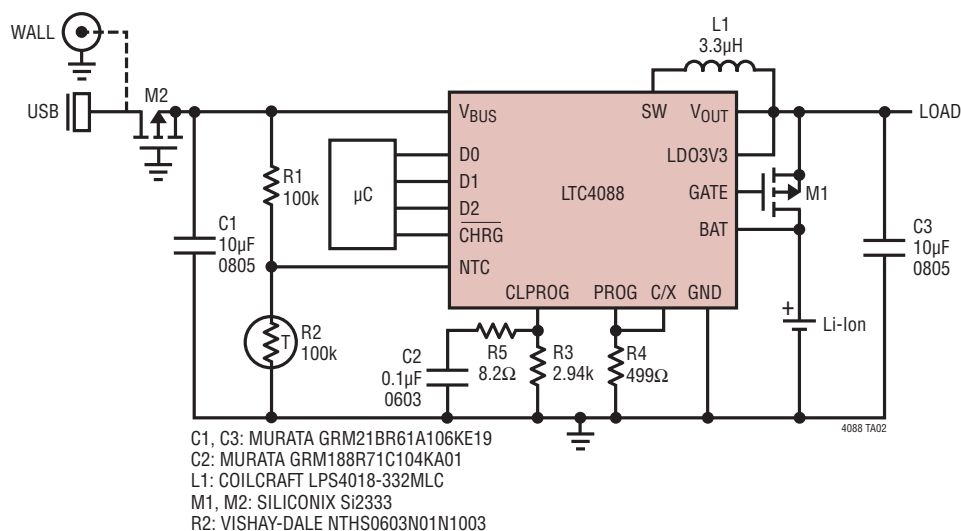 WALL
USB
M2
L1
3.3µH
VBUS
SW
VOUT
LOAD
D0
D1
D2
CHRG
NTC
µC
LTC4088
LDO3V3
GATE
BAT
M1
R1
100k
C1
10µF
0805
T
R2
100k
CLPROG
PROG
C/X
GND
C2
0.1µF
0603
R5
8.2Ω
R3
2.94k
R4
499Ω
+
Li-Ion
C3
10µF
0805
4088 TA02
C1, C3: MURATA GRM21BR61A106KE19
C2: MURATA GRM188R71C104KA01
L1: COILCRAFT LPS4018-332MLC
M1, M2: SILICONIX Si2333
R2: VISHAY-DALE NTHS0603N01N1003